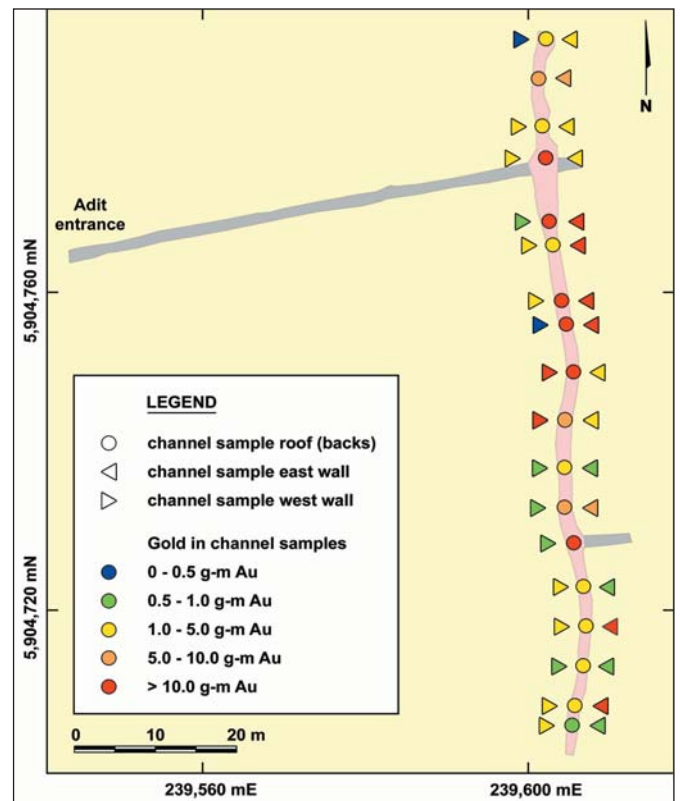 N
Adit
entrance
5,904,760 mN
LEGEND
channel sample roof (backs)
channel sample east wall
channel sample west wall
Gold in channel samples
0 - 0.5 g-m Au
0.5 - 1.0 g-m Au
1.0 - 5.0 g-m Au
5.0 - 10.0 g-m Au
> 10.0 g-m Au
5,904,720 mN
0 10 20 m
239,560 mE 239,600 mE